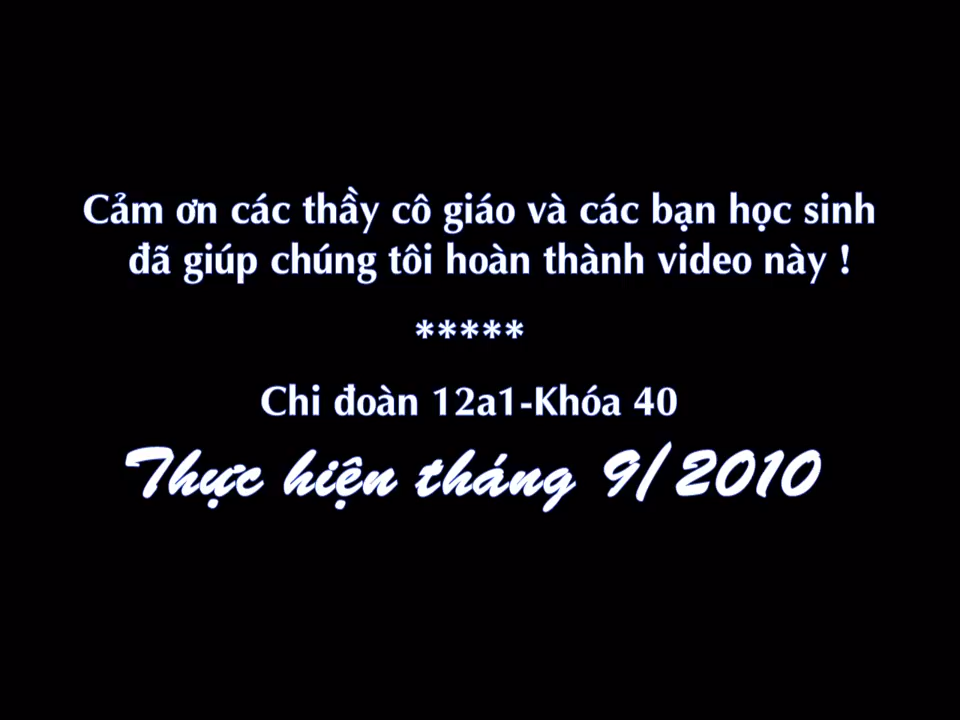 Cảm ơn các thầy cô giáo và các bạn học sinh
đã giúp chúng tôi hoàn thành video này !
*****
Chi đoàn 12a1-Khóa 40
Thực hiện tháng 9/2010